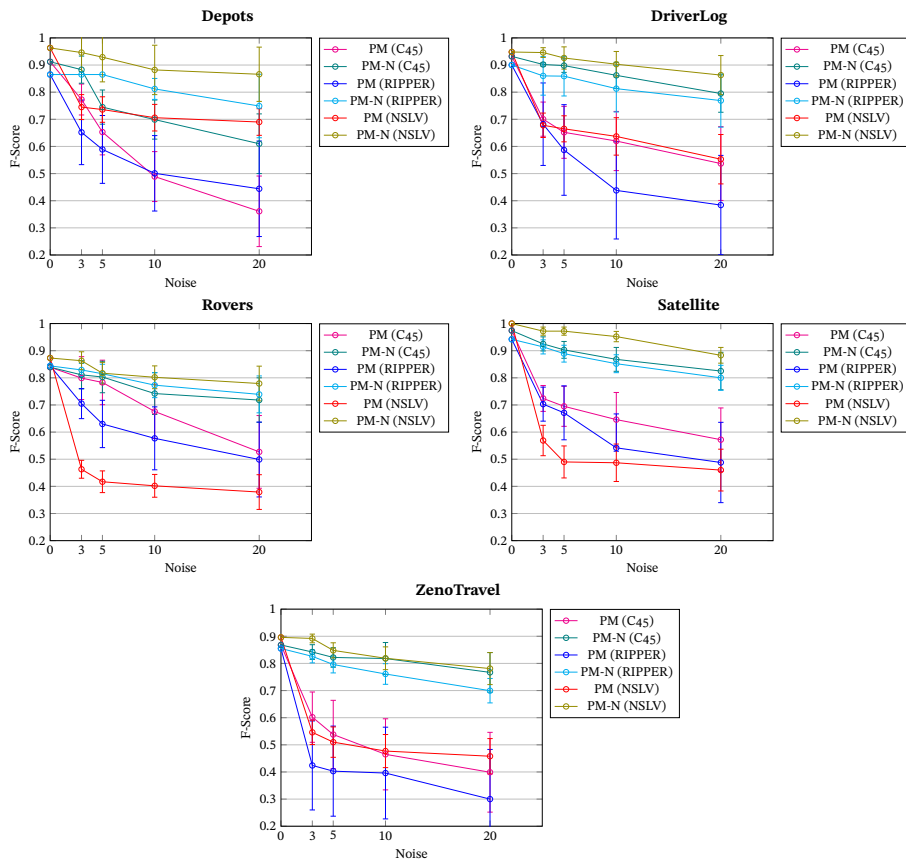 Depots
1
0.9
0.8
0.7
0.6
0.5
0.4
0.3
0.2
F-Score
0 3 5 10 20
Noise
PM (C45)
PM-N (C45)
PM (RIPPER)
PM-N (RIPPER)
PM (NSLV)
PM-N (NSLV)
DriverLog
1
0.9
0.8
0.7
0.6
0.5
0.4
0.3
0.2
F-Score
0 3 5 10 20
Noise
PM (C45)
PM-N (C45)
PM (RIPPER)
PM-N (RIPPER)
PM (NSLV)
PM-N (NSLV)
Rovers
1
0.9
0.8
0.7
0.6
0.5
0.4
0.3
0.2
F-Score
0 3 5 10 20
Noise
PM (C45)
PM-N (C45)
PM (RIPPER)
PM-N (RIPPER)
PM (NSLV)
PM-N (NSLV)
Satellite
1
0.9
0.8
0.7
0.6
0.5
0.4
0.3
0.2
F-Score
0 3 5 10 20
Noise
PM (C45)
PM-N (C45)
PM (RIPPER)
PM-N (RIPPER)
PM (NSLV)
PM-N (NSLV)
ZenoTravel
1
0.9
0.8
0.7
0.6
0.5
0.4
0.3
0.2
F-Score
0 3 5 10 20
Noise
PM (C45)
PM-N (C45)
PM (RIPPER)
PM-N (RIPPER)
PM (NSLV)
PM-N (NSLV)